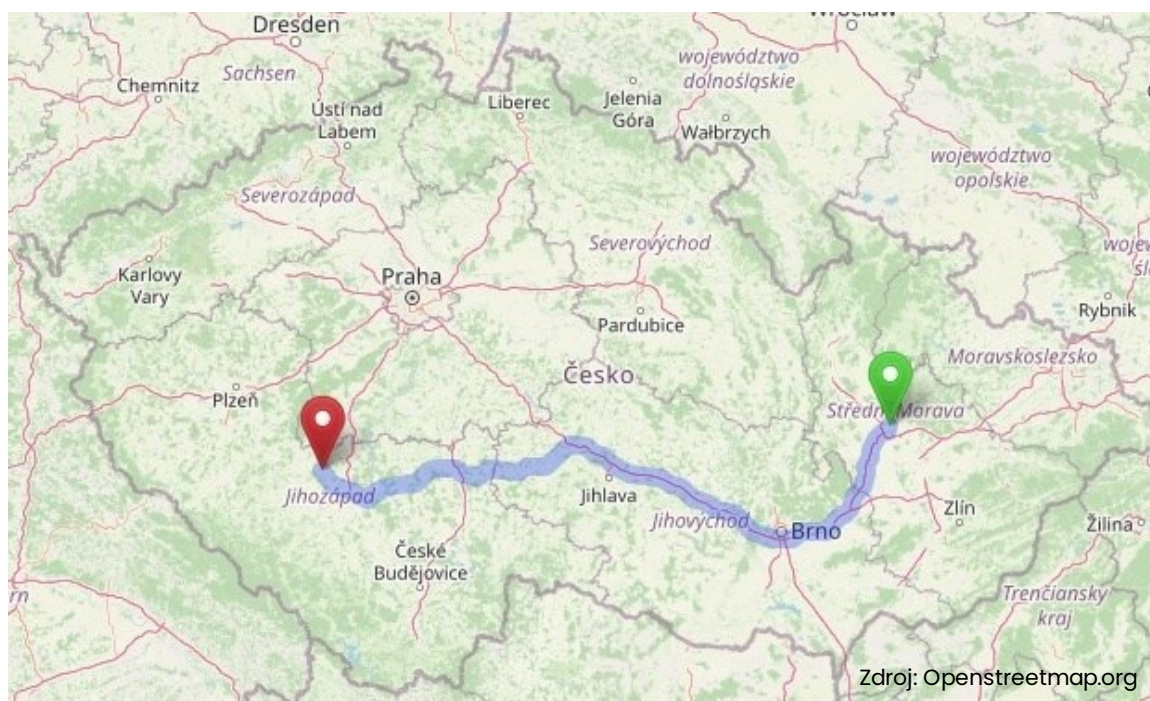 Wrocław
Dresden
województwo
dolnośląskie
Sachsen
Chemnitz
Liberec
Jelenia
Góra
Ústí nad
Labem
Wałbrzych
województwo
opolskie
Severozápad
Severovýchod
Karlovy
Vary
Praha
Rybnik
Pardubice
Moravskoslezsko
Česko
Plzeň
Střední Morava
Jihozápad
Jihlava
Jihovýchod
Brno
Zlín
Žilina
České
Budějovice
Trenčiansky
kraj
Zdroj: Openstreetmap.org